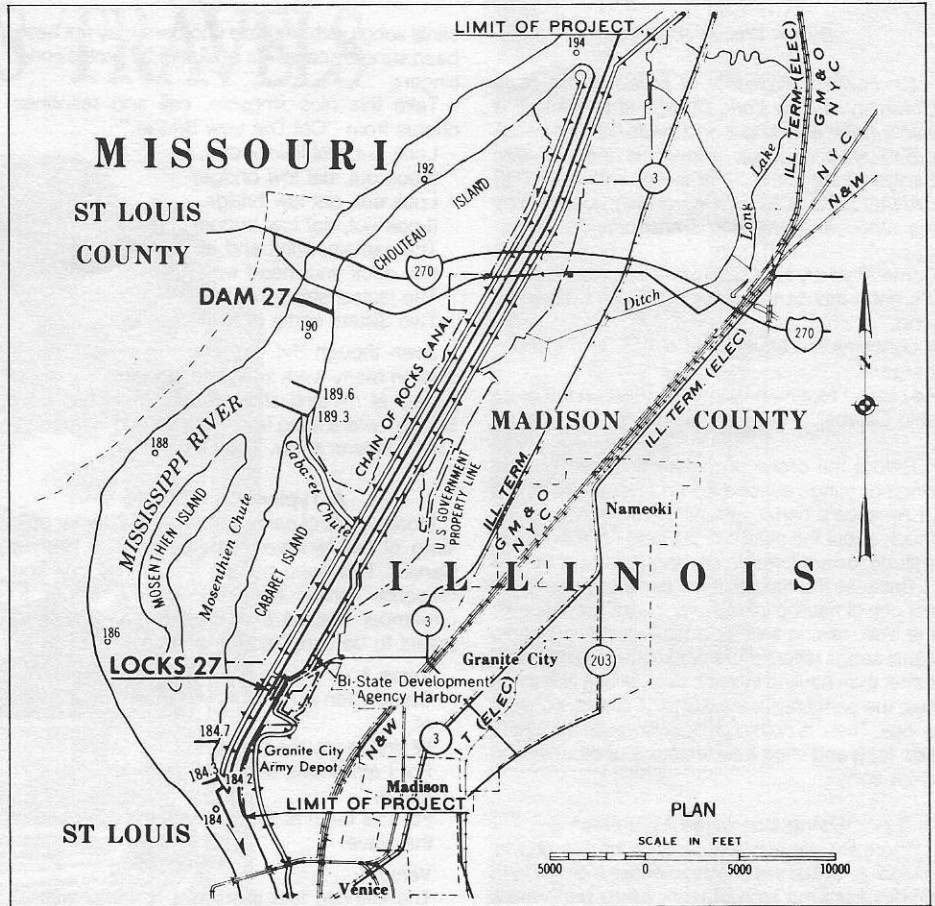 LIMIT OF PROJECT
194
ILL TERM (ELEC)
G M & O
N Y C
MISSOURI
192
ISLAND
3
Long Lake
N Y C
N&W
ST LOUIS
COUNTY
CHOUTEAU
270
DAM 27
Ditch
190
270
CHAIN OF ROCKS CANAL
ILL TERM (ELEC)
N
189.6
189.3
MADISON COUNTY
MISSISSIPPI RIVER
188
Cabaret Chute
U S GOVERNMENT
PROPERTY LINE
ILL TERM
G M & O
N Y C
Nameoki
MOSENTHIEN ISLAND
Mosenthien Chute
CABARET ISLAND
ILLINOIS
186
3
LOCKS 27
Granite City
203
Bi-State Development
Agency Harbor
N&W
3
I T (ELEC)
184.7
Granite City
Army Depot
184.3
184.2
Madison
184
LIMIT OF PROJECT
PLAN
ST LOUIS
SCALE IN FEET
5000 0 5000 10000
Venice